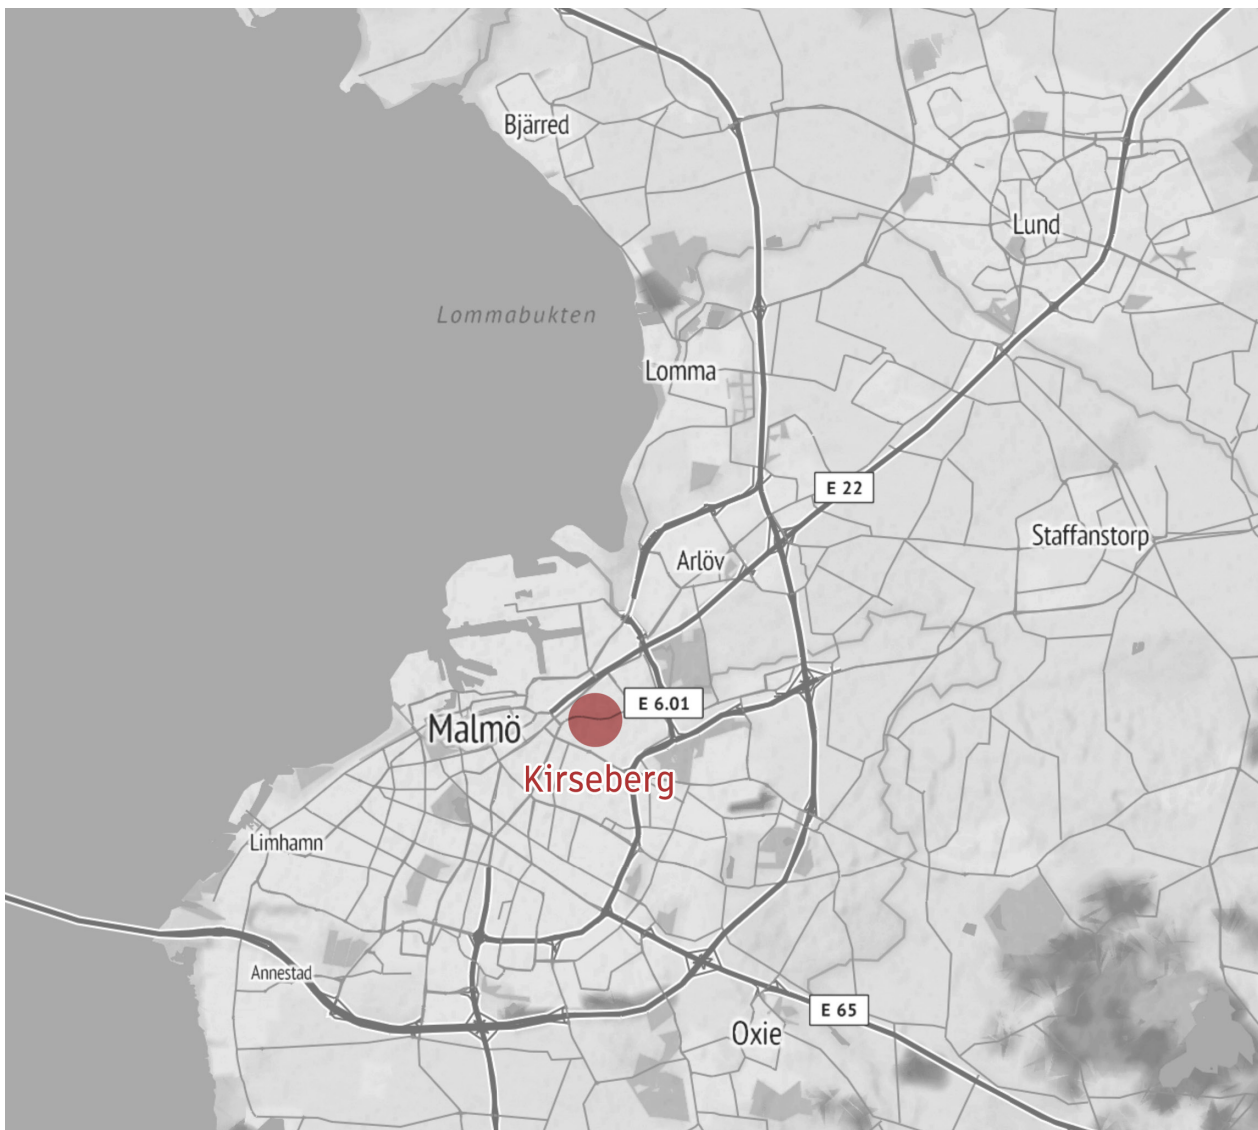 Bjärred
Lund
Lommabukten
Lomma
E 22
Staffanstorp
Arlöv
E 6.01
Malmö
Kirseberg
Limhamn
Annestad
E 65
Oxie